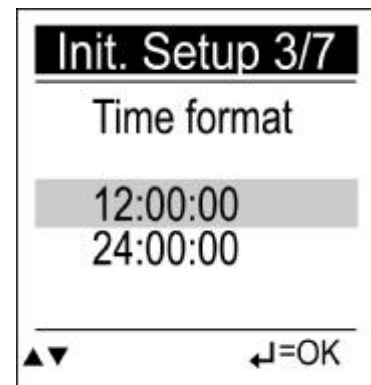 Init. Setup 3/7
Time format
12:00:00
24:00:00
▲▼ ↵=OK